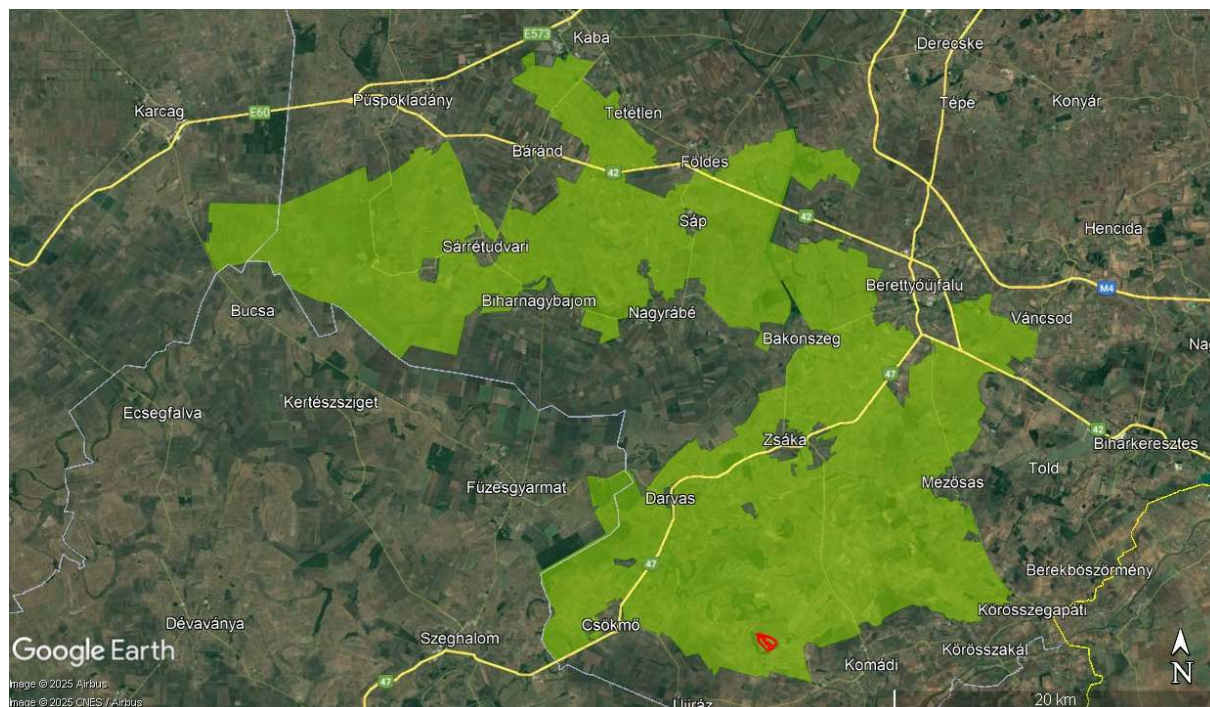 E573
Kaba
Derecske
Karcag
E60
Püspökladány
Tetétlen
Tépe
Konyár
Báránd
42
Földes
Sáp
42
Hencida
Sárrétudvari
Berettyóújfalu
M4
Bucsa
Biharnagybajom
Nagyrábé
Váncsod
Bakonszeg
47
Ecsegfalva
Kertészsziget
Zsáka
42
Biharkeresztes
Told
Mezősas
Füzesgyarmat
Darvas
47
Berekböszörmény
Dévaványa
Szeghalom
Csökmő
Körösszegapáti
Komádi
Körösszakál
Google Earth
47
Image © 2025 Airbus
Image © 2025 CNES / Airbus
Újiráz
20 km
N